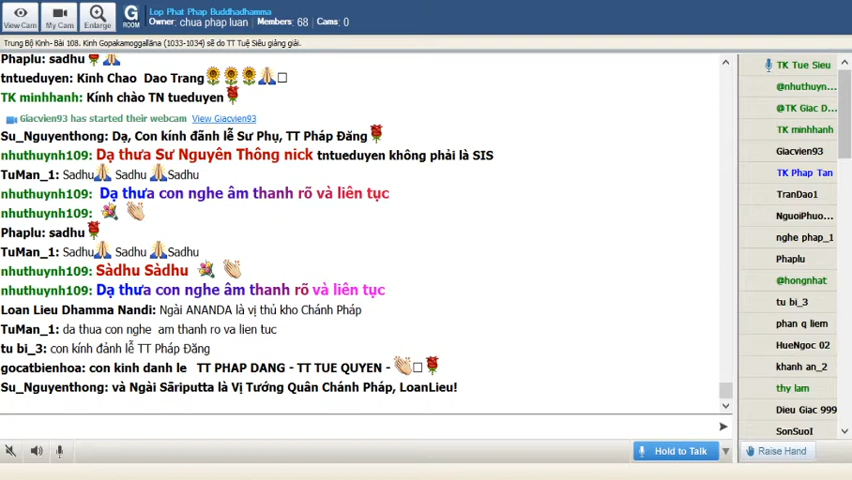 View Cam
My Cam
Enlarge
G ROOM
Lop Phat Phap Buddhadhamma
Owner: chua phap luan Members: 68 Cams: 0
Trung Bộ Kinh- Bài 108. Kinh Gopakamoggallána (1033-1034) sẽ do TT Tuệ Siêu giảng giải.
Phaplu: sadhu
tntueduyen: Kinh Chao Dao Trang
TK minhhanh: Kính chào TN tueduyen
Giacvien93 has started their webcam View Giacvien93
Su_Nguyenthong: Dạ, Con kính đãnh lễ Sư Phụ, TT Pháp Đăng
nhuthuynh109: Dạ thưa Sư Nguyên Thông nick tntueduyen không phải là SIS
TuMan_1: Sadhu Sadhu Sadhu
nhuthuynh109: Dạ thưa con nghe âm thanh rõ và liên tục
nhuthuynh109:
Phaplu: sadhu
TuMan_1: Sadhu Sadhu Sadhu
nhuthuynh109: Sàdhu Sàdhu
nhuthuynh109: Dạ thưa con nghe âm thanh rõ và liên tục
Loan Lieu Dhamma Nandi: Ngài ANANDA là vị thủ kho Chánh Pháp
TuMan_1: da thua con nghe am thanh ro va lien tuc
tu bi_3: con kính đảnh lễ TT Pháp Đăng
gocatbienhoa: con kinh danh le TT PHAP DANG - TT TUE QUYEN -
Su_Nguyenthong: và Ngài Sāriputta là Vị Tướng Quân Chánh Pháp, LoanLieu!
Hold to Talk
TK Tue Sieu
@nhuthuyn...
@TK Giac D...
TK minhhanh
Giacvien93
TK Phap Tan
TranDao1
NguoiPhuo...
nghe phap_1
Phaplu
@hongnhat
tu bi_3
phan q liem
HueNgoc 02
khanh an_2
thy lam
Dieu Giac 999
SonSuoI
Raise Hand